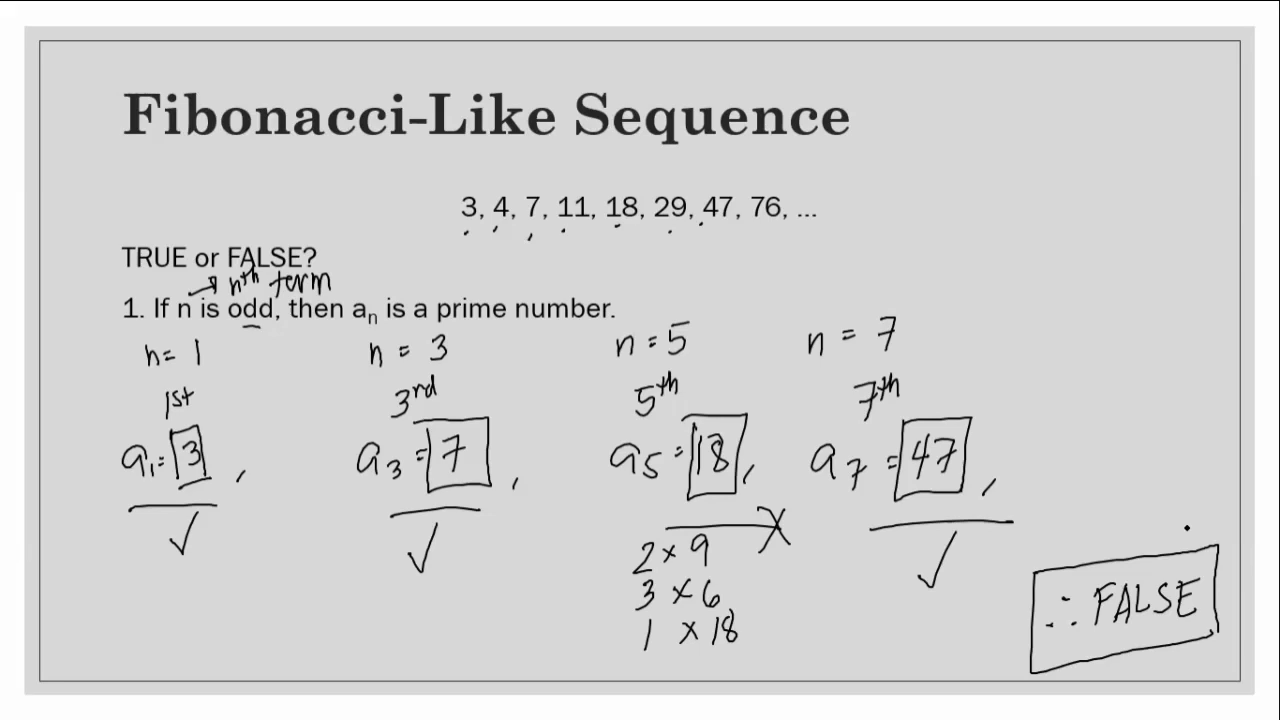 Fibonacci-Like Sequence
3, 4, 7, 11, 18, 29, 47, 76, ...
TRUE or FALSE?
→ nth term
1. If n is odd, then an is a prime number.
n = 1 n = 3 n = 5 n = 7
1st 3rd 5th 7th
a1 = 3, a3 = 7, a5 = 18, a7 = 47,
✓ ✓ X ✓
2 × 9
3 × 6
1 × 18
∴ FALSE